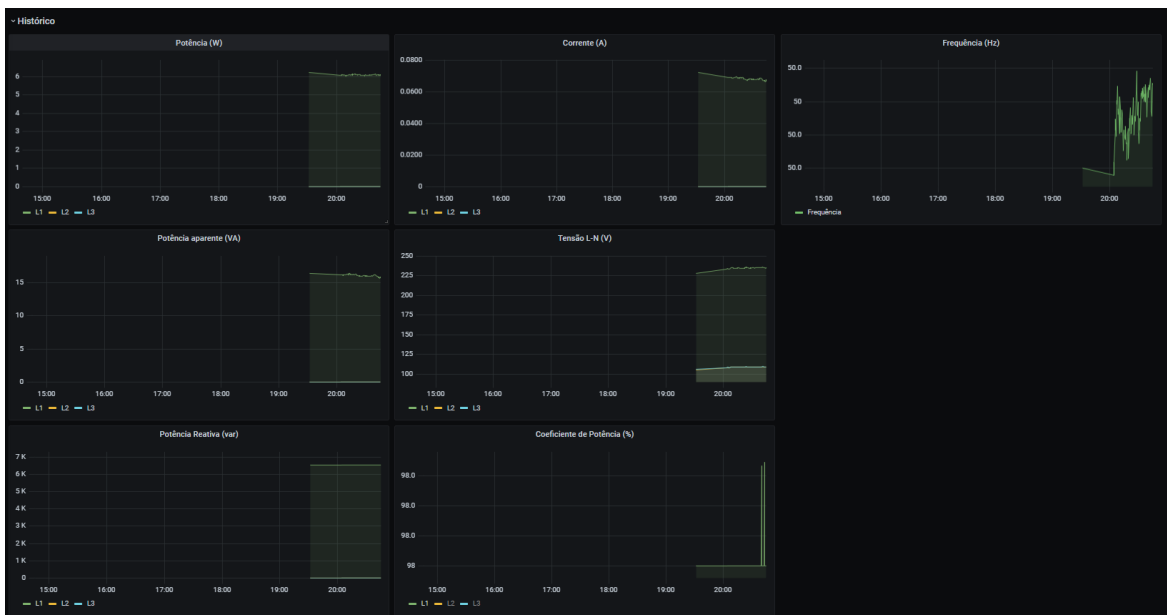 Histórico
Potência (W)
6
5
4
3
2
1
0
15:00 16:00 17:00 18:00 19:00 20:00
L1 L2 L3
Corrente (A)
0.0800
0.0600
0.0400
0.0200
0
15:00 16:00 17:00 18:00 19:00 20:00
L1 L2 L3
Frequência (Hz)
50.0
50
50.0
50.0
15:00 16:00 17:00 18:00 19:00 20:00
Frequência
Potência aparente (VA)
15
10
5
0
15:00 16:00 17:00 18:00 19:00 20:00
L1 L2 L3
Tensão L-N (V)
250
225
200
175
150
125
100
15:00 16:00 17:00 18:00 19:00 20:00
L1 L2 L3
Potência Reativa (var)
7 K
6 K
5 K
4 K
3 K
2 K
1 K
0
15:00 16:00 17:00 18:00 19:00 20:00
L1 L2 L3
Coeficiente de Potência (%)
98.0
98.0
98.0
98
15:00 16:00 17:00 18:00 19:00 20:00
L1 L2 L3